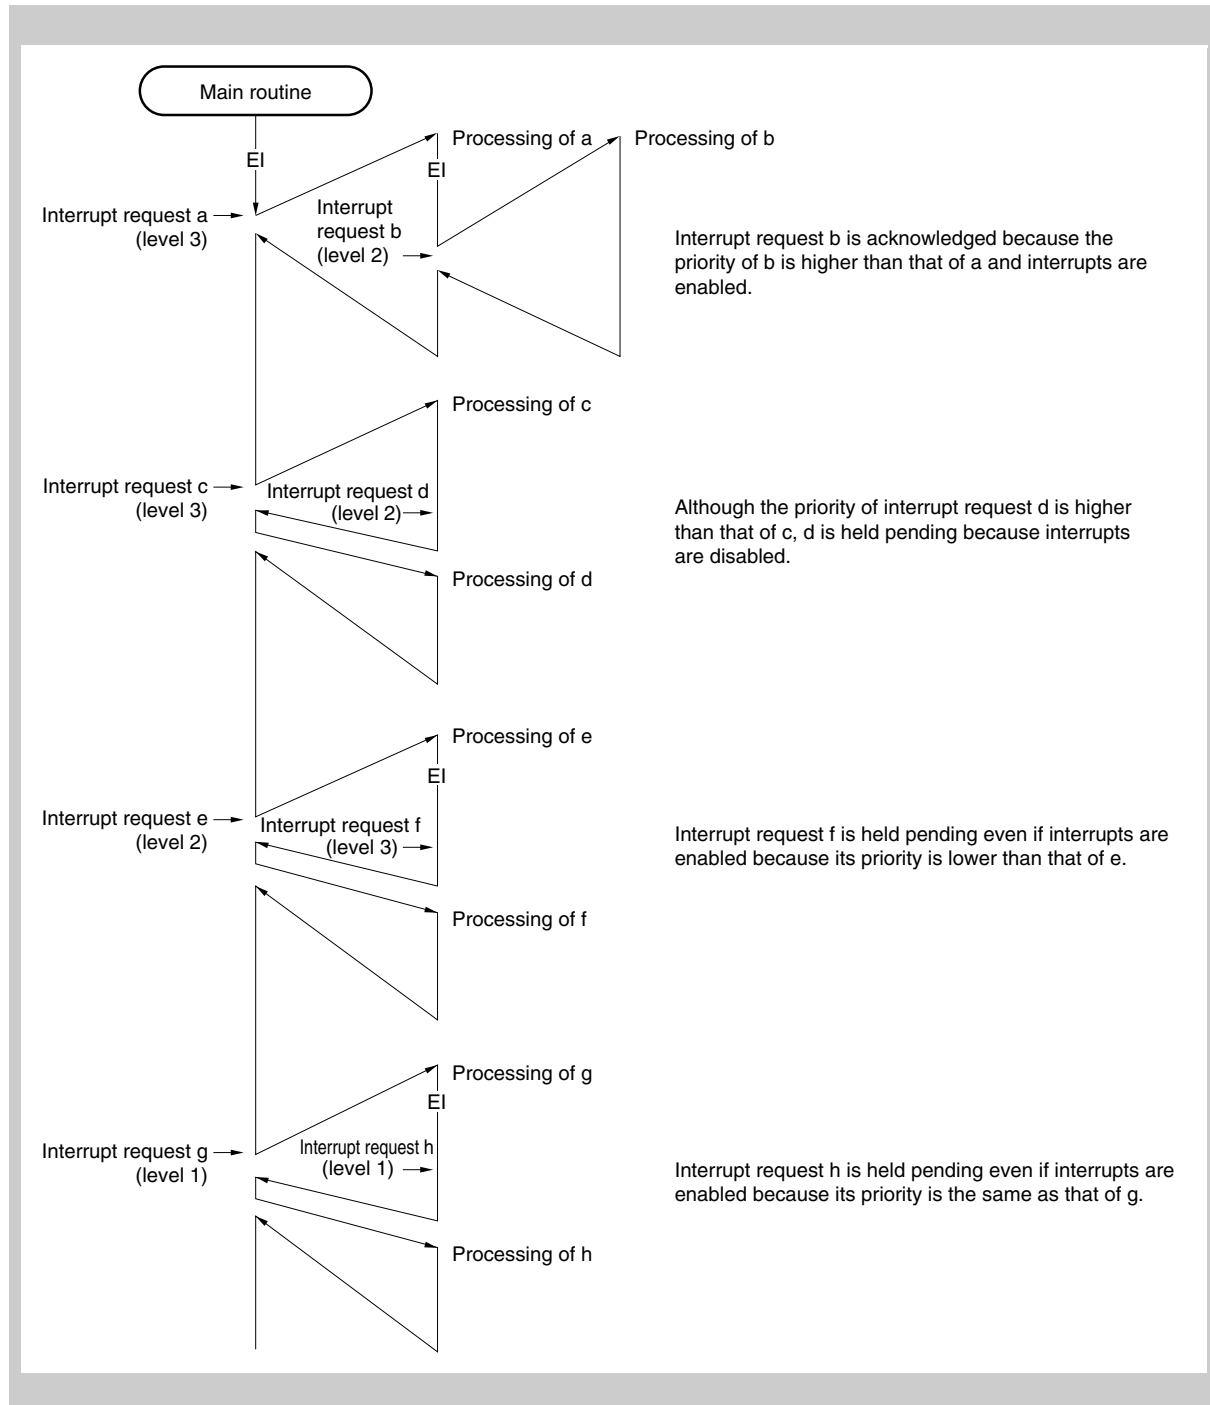 Main routine
EI
Processing of a
Processing of b
EI
Interrupt request a
(level 3)
Interrupt
request b
(level 2)
Interrupt request b is acknowledged because the
priority of b is higher than that of a and interrupts are
enabled.
Processing of c
Interrupt request c
(level 3)
Interrupt request d
(level 2)
Although the priority of interrupt request d is higher
than that of c, d is held pending because interrupts
are disabled.
Processing of d
Processing of e
EI
Interrupt request e
(level 2)
Interrupt request f
(level 3)
Interrupt request f is held pending even if interrupts are
enabled because its priority is lower than that of e.
Processing of f
Processing of g
EI
Interrupt request g
(level 1)
Interrupt request h
(level 1)
Interrupt request h is held pending even if interrupts are
enabled because its priority is the same as that of g.
Processing of h